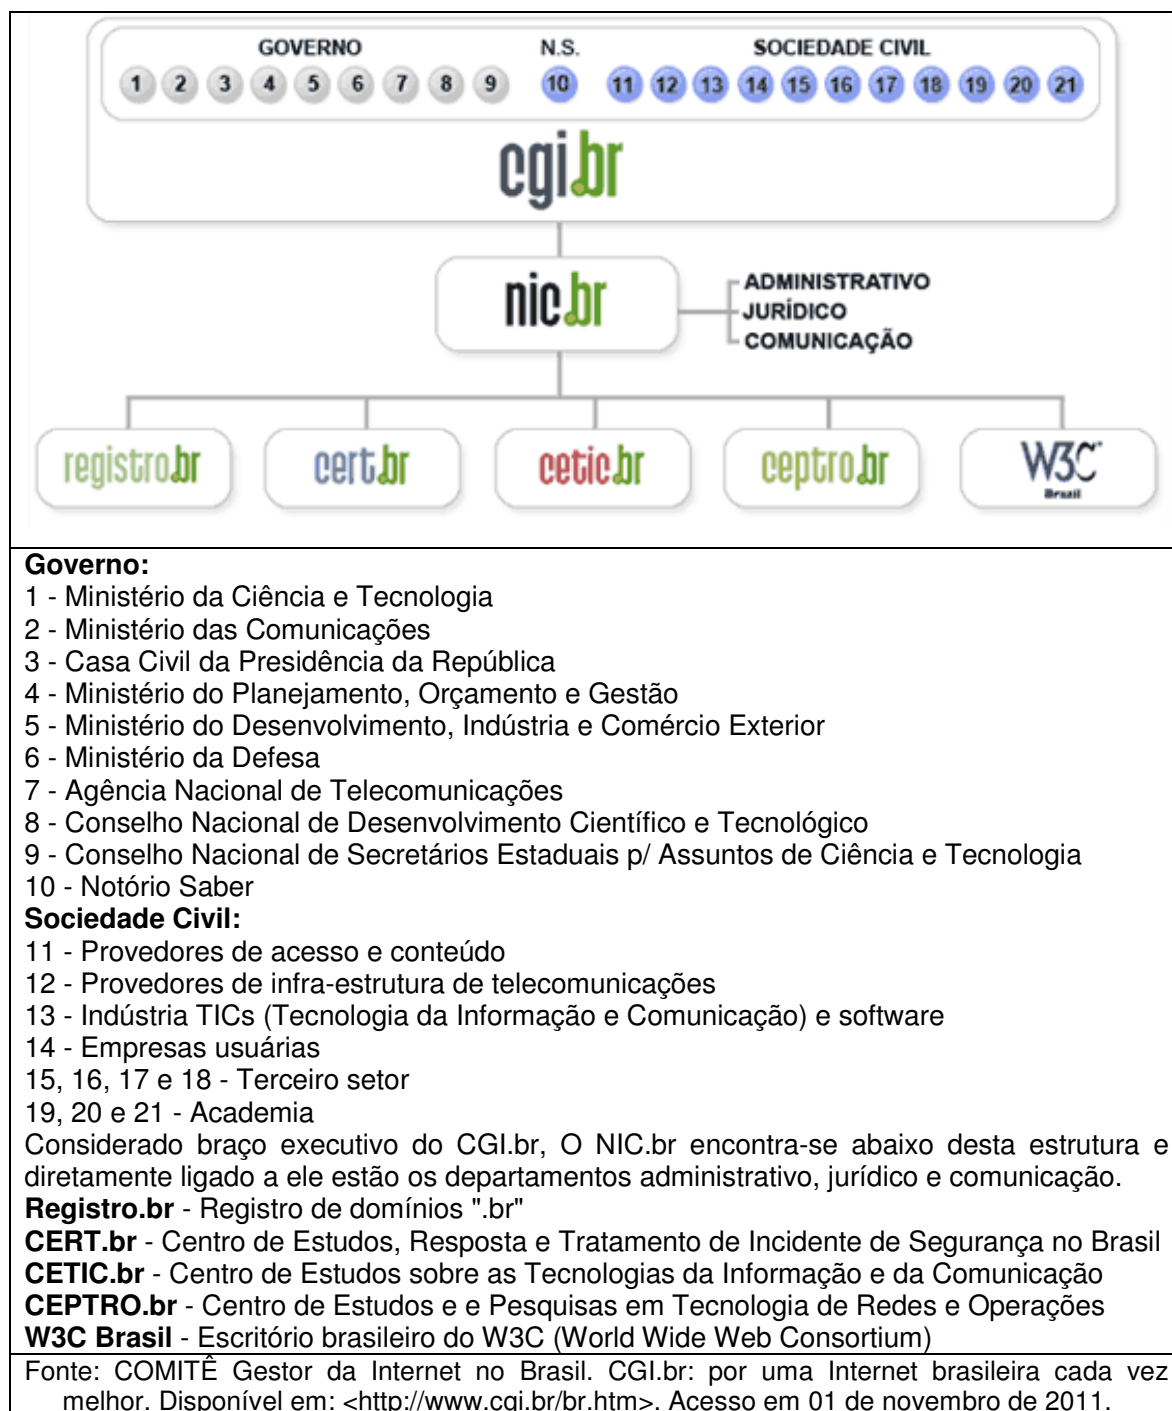 GOVERNO N.S. SOCIEDADE CIVIL
1 2 3 4 5 6 7 8 9 10 11 12 13 14 15 16 17 18 19 20 21
cgi.br
nic.br
ADMINISTRATIVO
JURÍDICO
COMUNICAÇÃO
registro.br cert.br cetic.br ceptro.br W3C
Brazil
Governo:
1 - Ministério da Ciência e Tecnologia
2 - Ministério das Comunicações
3 - Casa Civil da Presidência da República
4 - Ministério do Planejamento, Orçamento e Gestão
5 - Ministério do Desenvolvimento, Indústria e Comércio Exterior
6 - Ministério da Defesa
7 - Agência Nacional de Telecomunicações
8 - Conselho Nacional de Desenvolvimento Científico e Tecnológico
9 - Conselho Nacional de Secretários Estaduais p/ Assuntos de Ciência e Tecnologia
10 - Notório Saber
Sociedade Civil:
11 - Provedores de acesso e conteúdo
12 - Provedores de infra-estrutura de telecomunicações
13 - Indústria TICs (Tecnologia da Informação e Comunicação) e software
14 - Empresas usuárias
15, 16, 17 e 18 - Terceiro setor
19, 20 e 21 - Academia
Considerado braço executivo do CGI.br, O NIC.br encontra-se abaixo desta estrutura e
diretamente ligado a ele estão os departamentos administrativo, jurídico e comunicação.
Registro.br - Registro de domínios ".br"
CERT.br - Centro de Estudos, Resposta e Tratamento de Incidente de Segurança no Brasil
CETIC.br - Centro de Estudos sobre as Tecnologias da Informação e da Comunicação
CEPTRO.br - Centro de Estudos e e Pesquisas em Tecnologia de Redes e Operações
W3C Brasil - Escritório brasileiro do W3C (World Wide Web Consortium)
Fonte: COMITÊ Gestor da Internet no Brasil. CGI.br: por uma Internet brasileira cada vez
melhor. Disponível em: <http://www.cgi.br/br.htm>. Acesso em 01 de novembro de 2011.